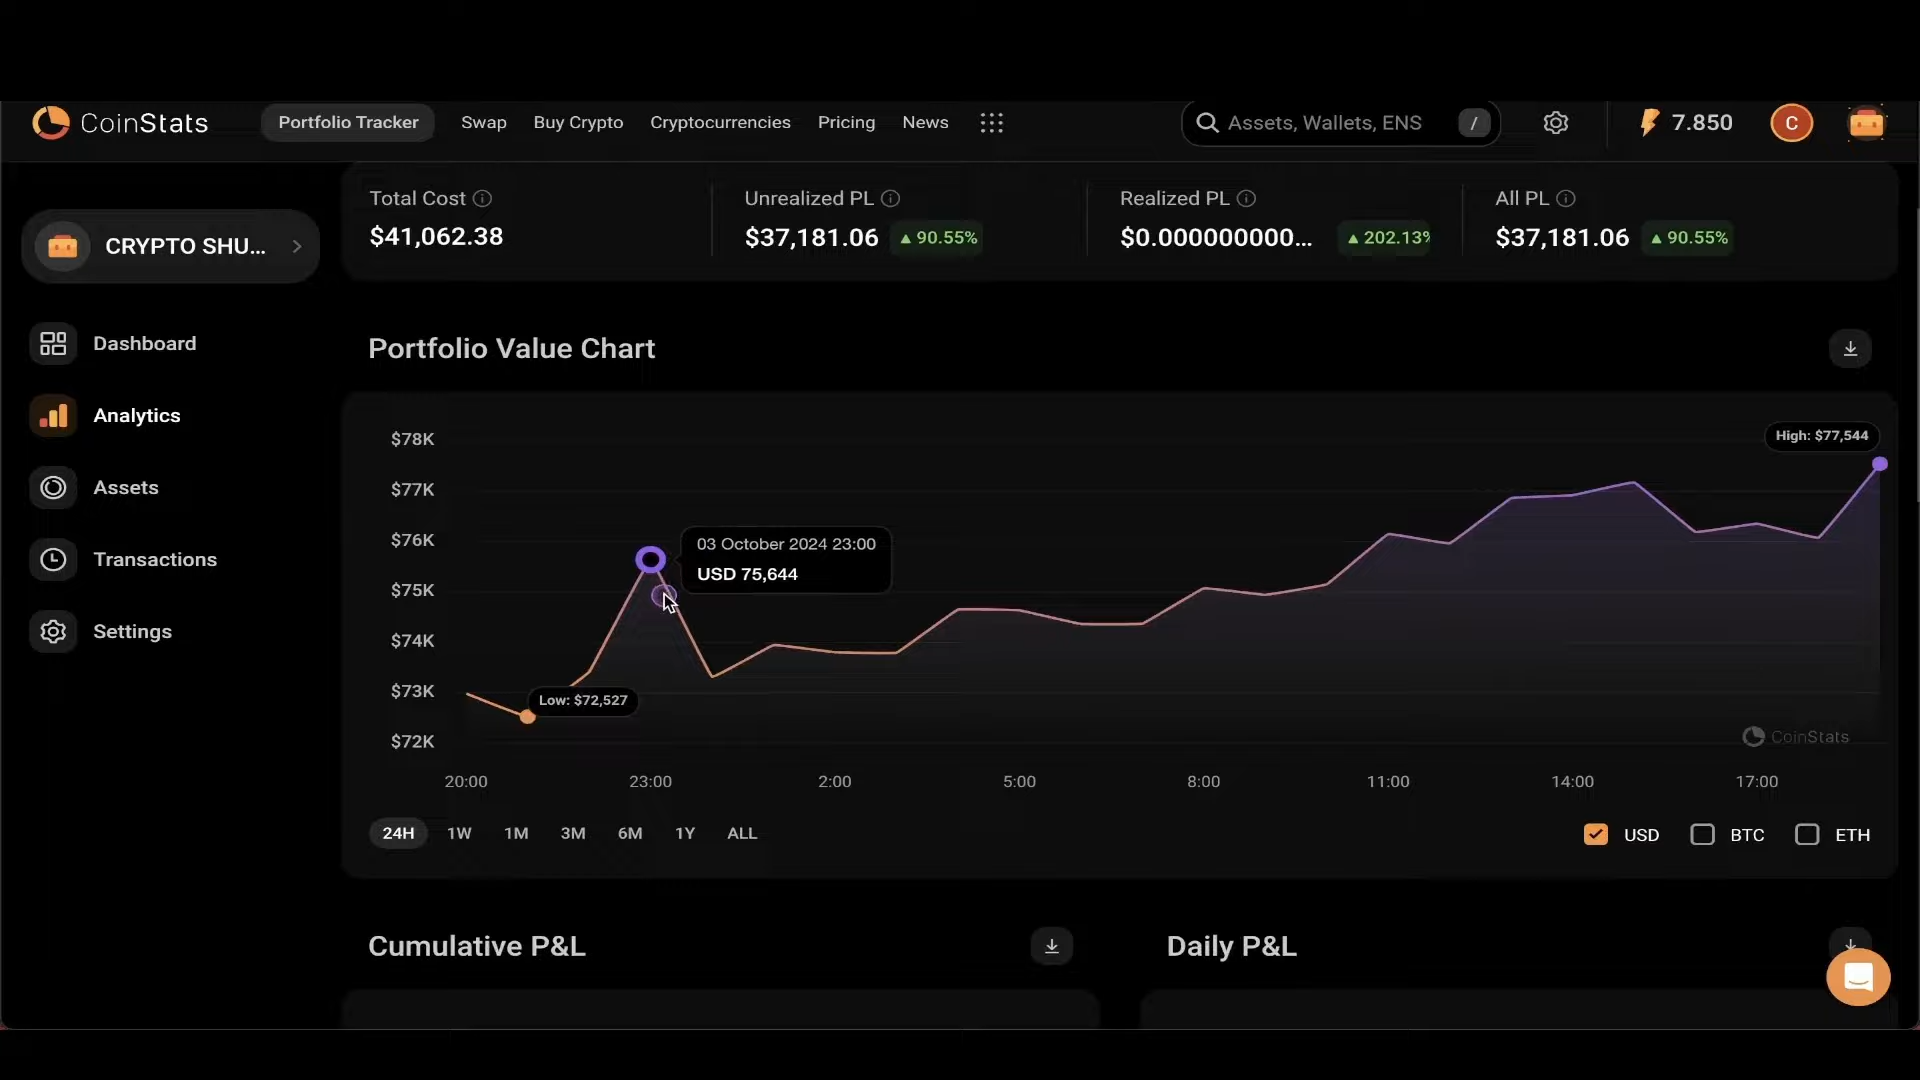 CoinStats
Portfolio Tracker
Swap
Buy Crypto
Cryptocurrencies
Pricing
News
Assets, Wallets, ENS
/
7.850
C
CRYPTO SHU...
Dashboard
Analytics
Assets
Transactions
Settings
Total Cost
$41,062.38
Unrealized PL
$37,181.06 ▲ 90.55%
Realized PL
$0.000000000... ▲ 202.13%
All PL
$37,181.06 ▲ 90.55%
Portfolio Value Chart
$78K
$77K
$76K
$75K
$74K
$73K
$72K
High: $77,544
03 October 2024 23:00
USD 75,644
Low: $72,527
CoinStats
20:00 23:00 2:00 5:00 8:00 11:00 14:00 17:00
24H 1W 1M 3M 6M 1Y ALL
USD BTC ETH
Cumulative P&L
Daily P&L